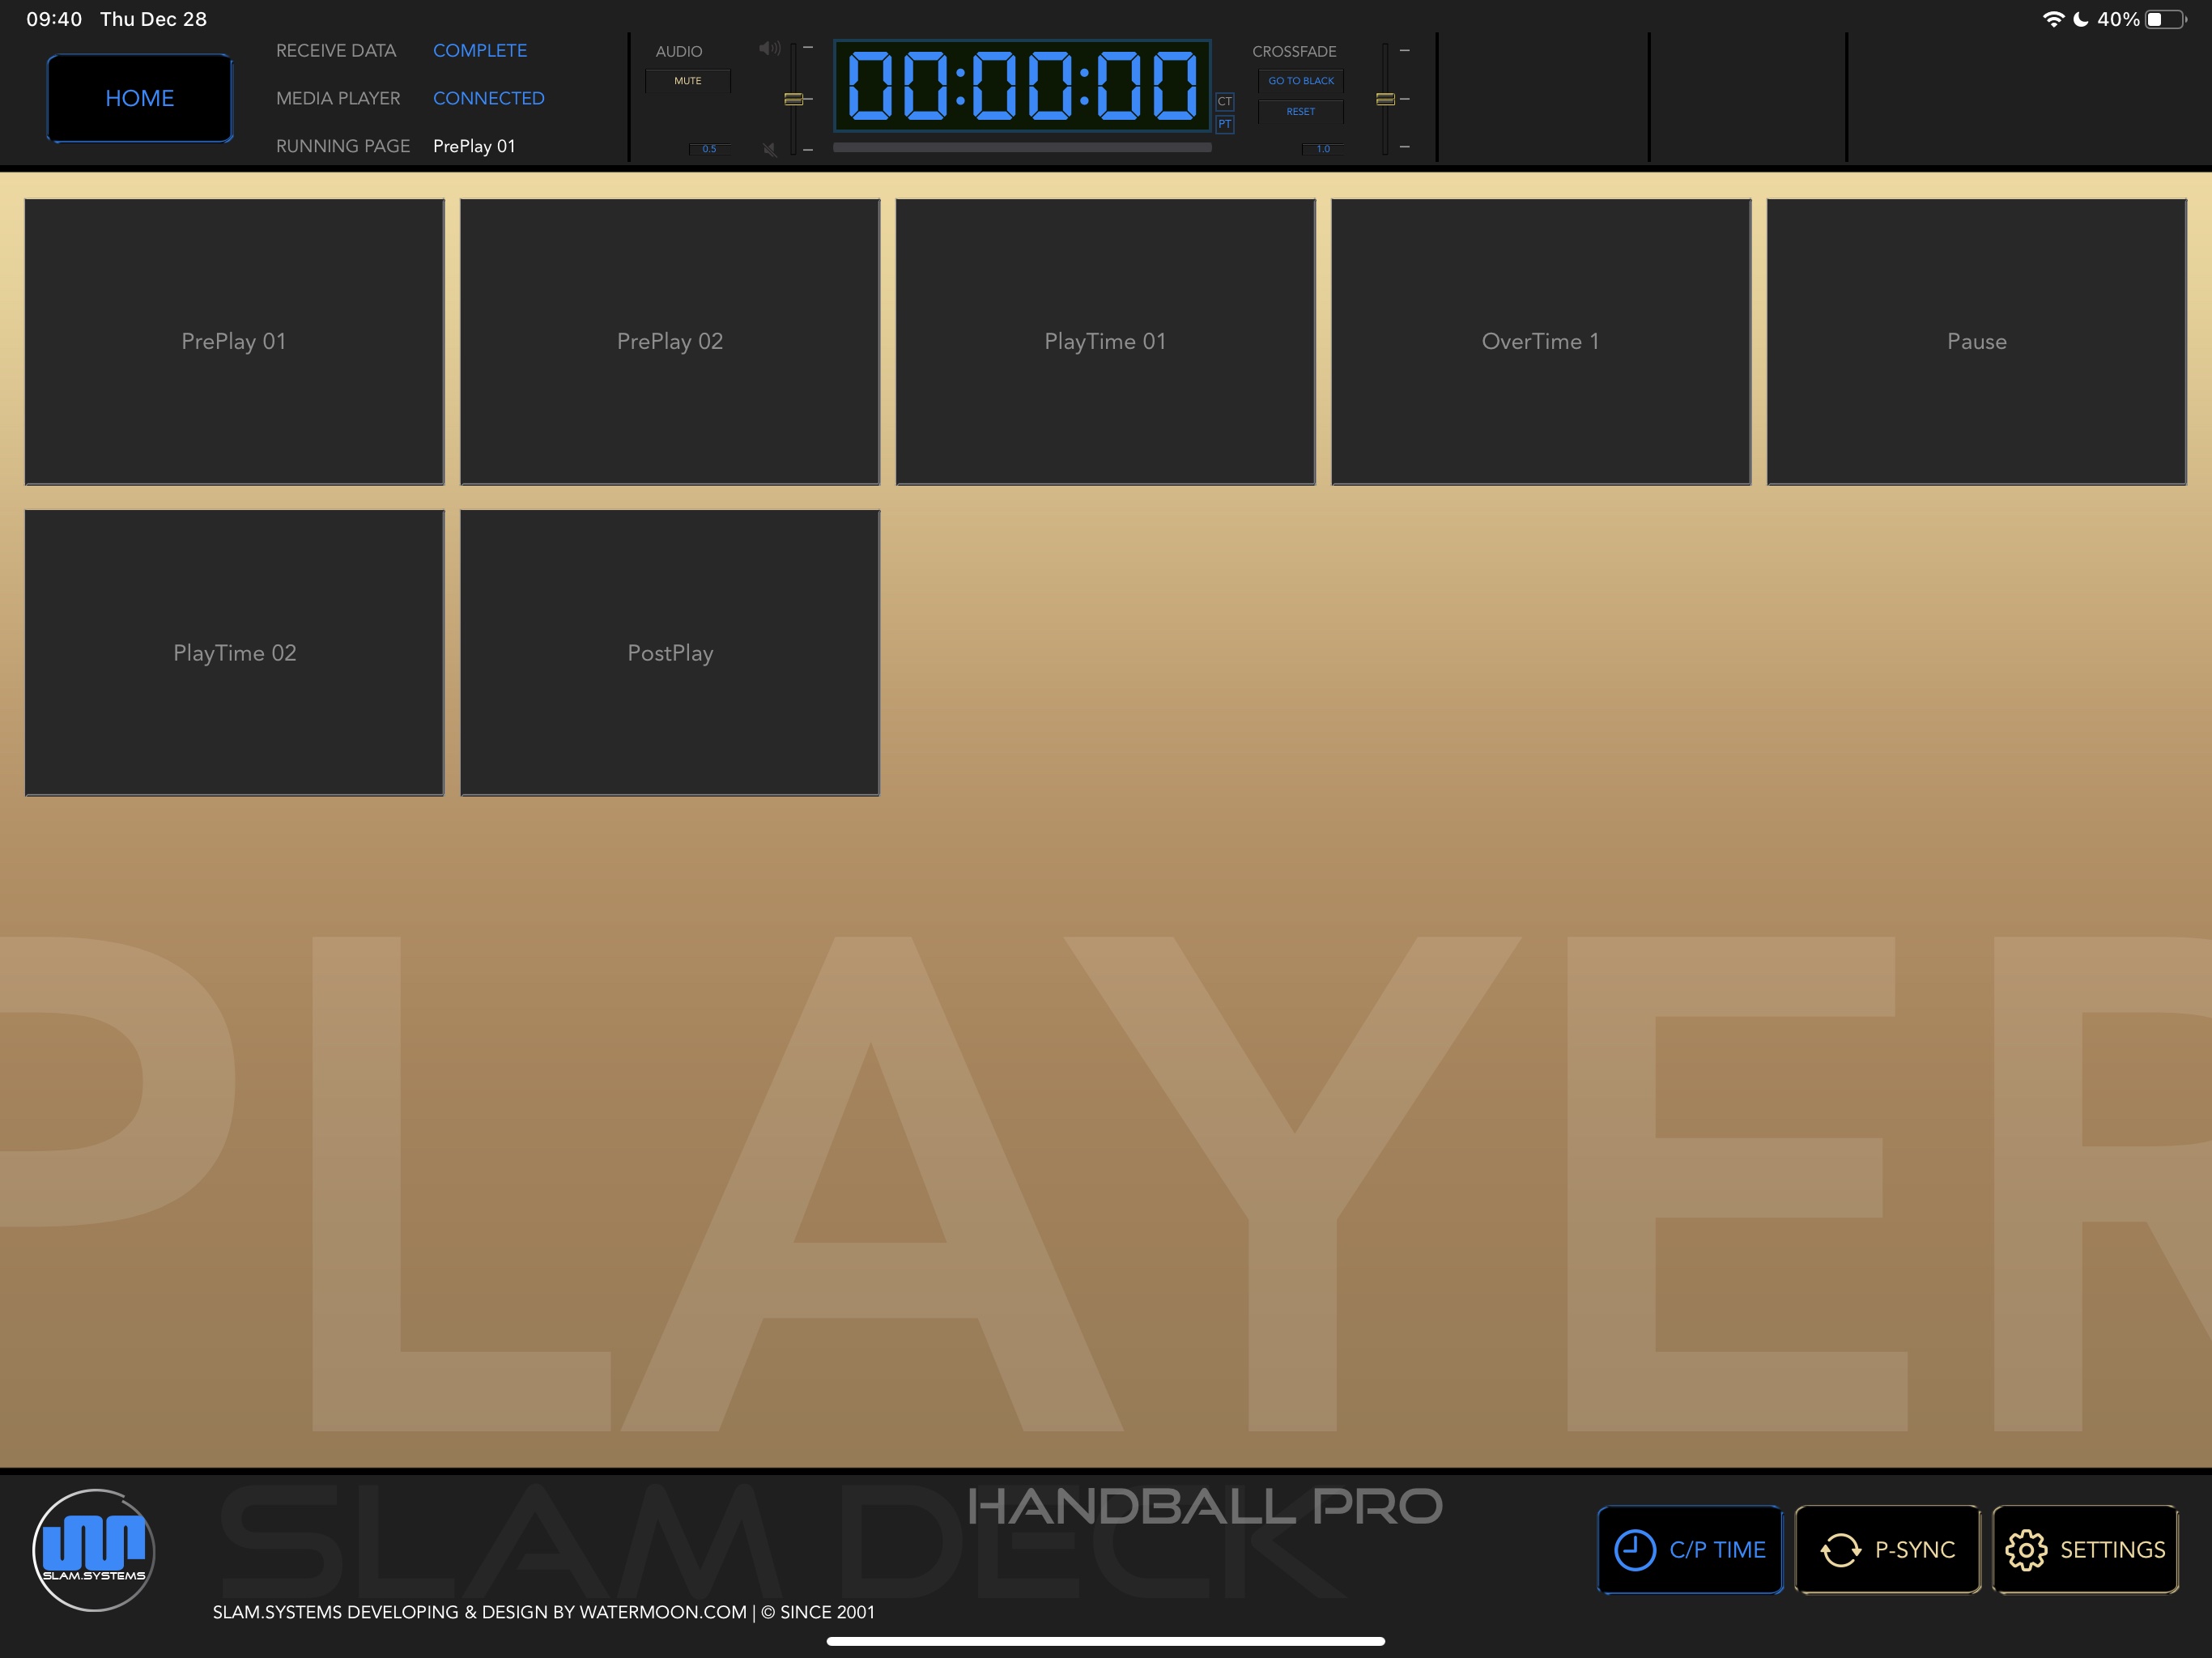 09:40 Thu Dec 28
40%
HOME
RECEIVE DATA COMPLETE
MEDIA PLAYER CONNECTED
RUNNING PAGE PrePlay 01
AUDIO
MUTE
0.5
00:00:00
CT
PT
CROSSFADE
GO TO BLACK
RESET
1.0
PrePlay 01
PrePlay 02
PlayTime 01
OverTime 1
Pause
PlayTime 02
PostPlay
PLAYER
SLAM.SYSTEMS
SLAM DECK
HANDBALL PRO
SLAM.SYSTEMS DEVELOPING & DESIGN BY WATERMOON.COM | © SINCE 2001
C/P TIME
P-SYNC
SETTINGS